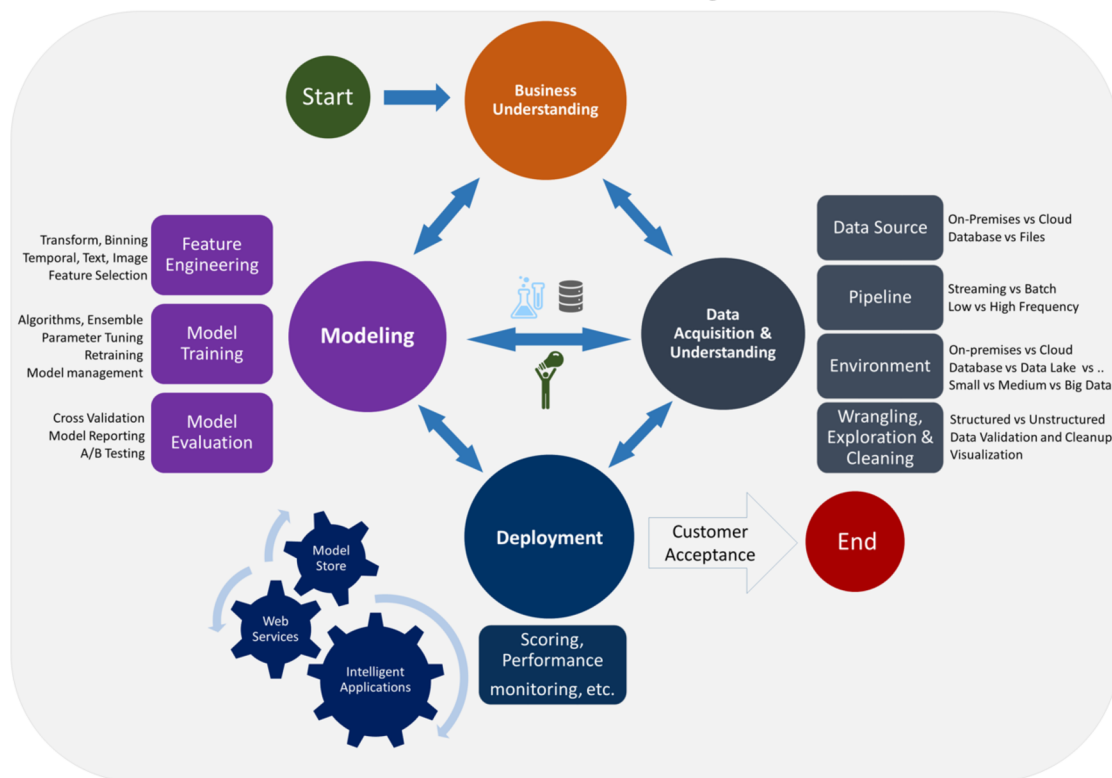 Start
Business
Understanding
Transform, Binning
Temporal, Text, Image
Feature Selection
Feature
Engineering
Algorithms, Ensemble
Parameter Tuning
Retraining
Model management
Model
Training
Cross Validation
Model Reporting
A/B Testing
Model
Evaluation
Modeling
Data
Acquisition &
Understanding
Data Source
On-Premises vs Cloud
Database vs Files
Pipeline
Streaming vs Batch
Low vs High Frequency
Environment
On-premises vs Cloud
Database vs Data Lake vs ..
Small vs Medium vs Big Data
Wrangling,
Exploration &
Cleaning
Structured vs Unstructured
Data Validation and Cleanup
Visualization
Deployment
Customer
Acceptance
End
Model
Store
Web
Services
Intelligent
Applications
Scoring,
Performance
monitoring, etc.